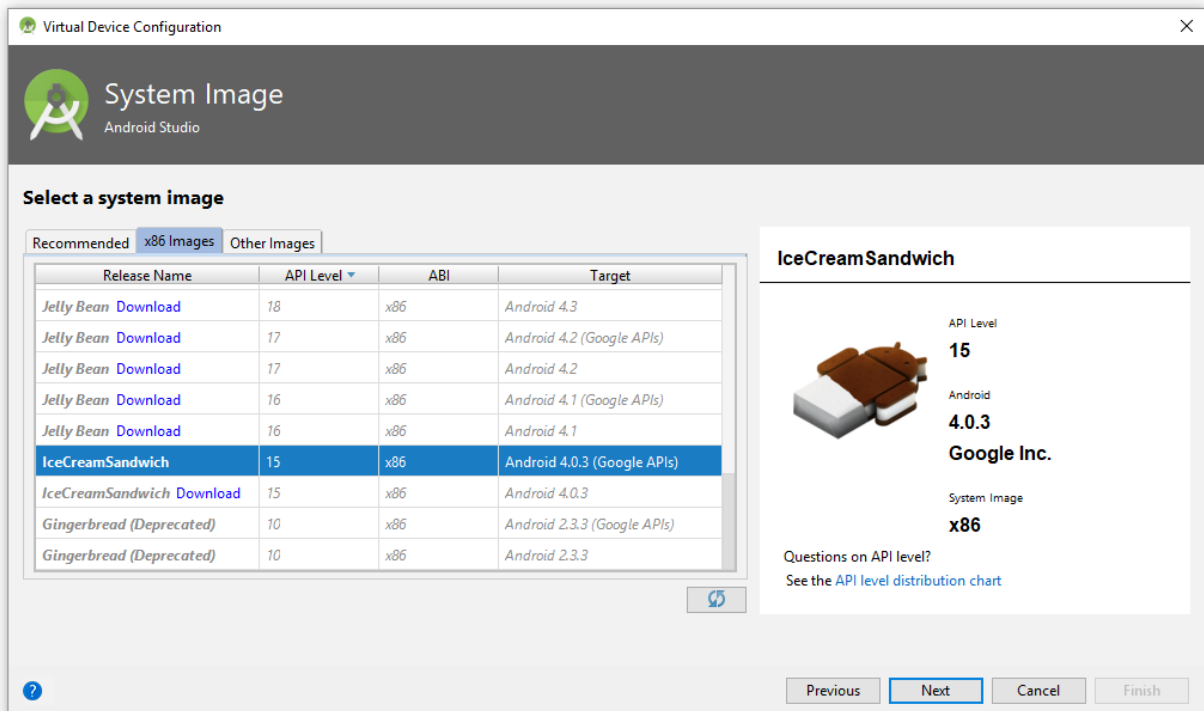 Virtual Device Configuration
System Image
Android Studio
Select a system image
Recommended x86 Images Other Images
Release Name API Level ABI Target
Jelly Bean Download 18 x86 Android 4.3
Jelly Bean Download 17 x86 Android 4.2 (Google APIs)
Jelly Bean Download 17 x86 Android 4.2
Jelly Bean Download 16 x86 Android 4.1 (Google APIs)
Jelly Bean Download 16 x86 Android 4.1
IceCreamSandwich 15 x86 Android 4.0.3 (Google APIs)
IceCreamSandwich Download 15 x86 Android 4.0.3
Gingerbread (Deprecated) 10 x86 Android 2.3.3 (Google APIs)
Gingerbread (Deprecated) 10 x86 Android 2.3.3
IceCreamSandwich
API Level
15
Android
4.0.3
Google Inc.
System Image
x86
Questions on API level?
See the API level distribution chart
? Previous Next Cancel Finish